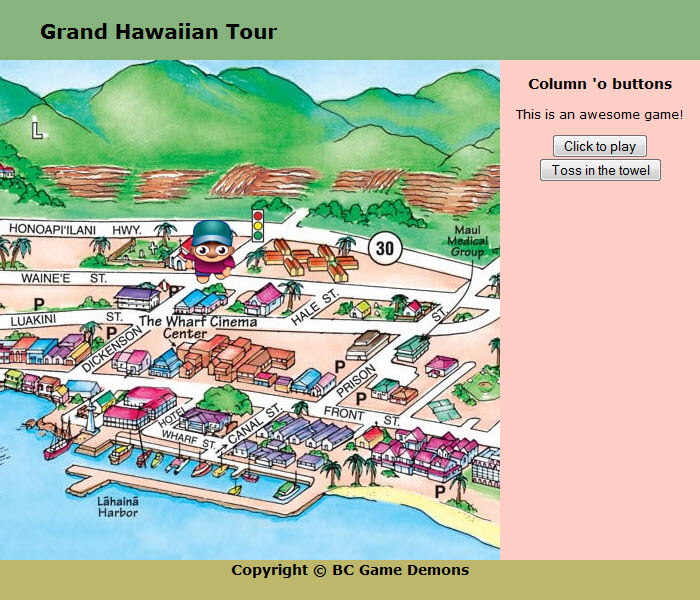 Grand Hawaiian Tour
Column 'o buttons
This is an awesome game!
Click to play
Toss in the towel
L
HONOAPI'ILANI HWY.
30
Maui
Medical
Group
WAINE'E ST.
P
P
HALE ST.
LUAKINI ST.
P
The Wharf Cinema
Center
DICKENSON
ST.
P
PRISON
P
HOTEL
WHARF ST.
CANAL ST.
FRONT ST.
P
Lāhainā
Harbor
Copyright © BC Game Demons